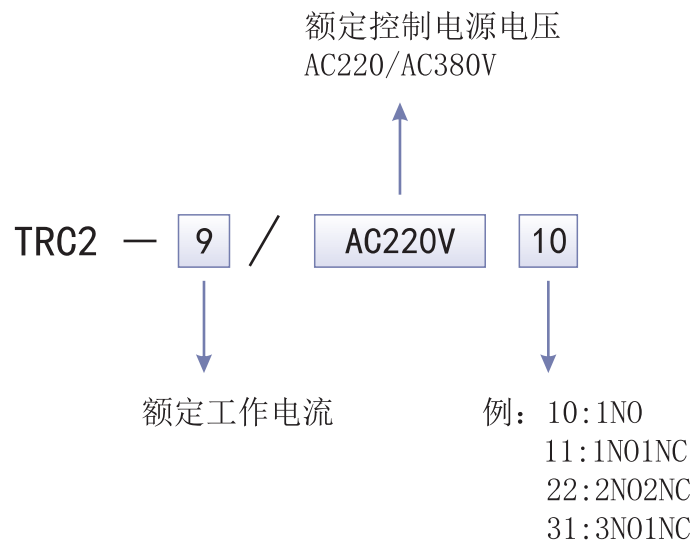 额定控制电源电压
AC220/AC380V
TRC2 — 9 / AC220V 10
额定工作电流
例：10:1NO
11:1NO1NC
22:2NO2NC
31:3NO1NC